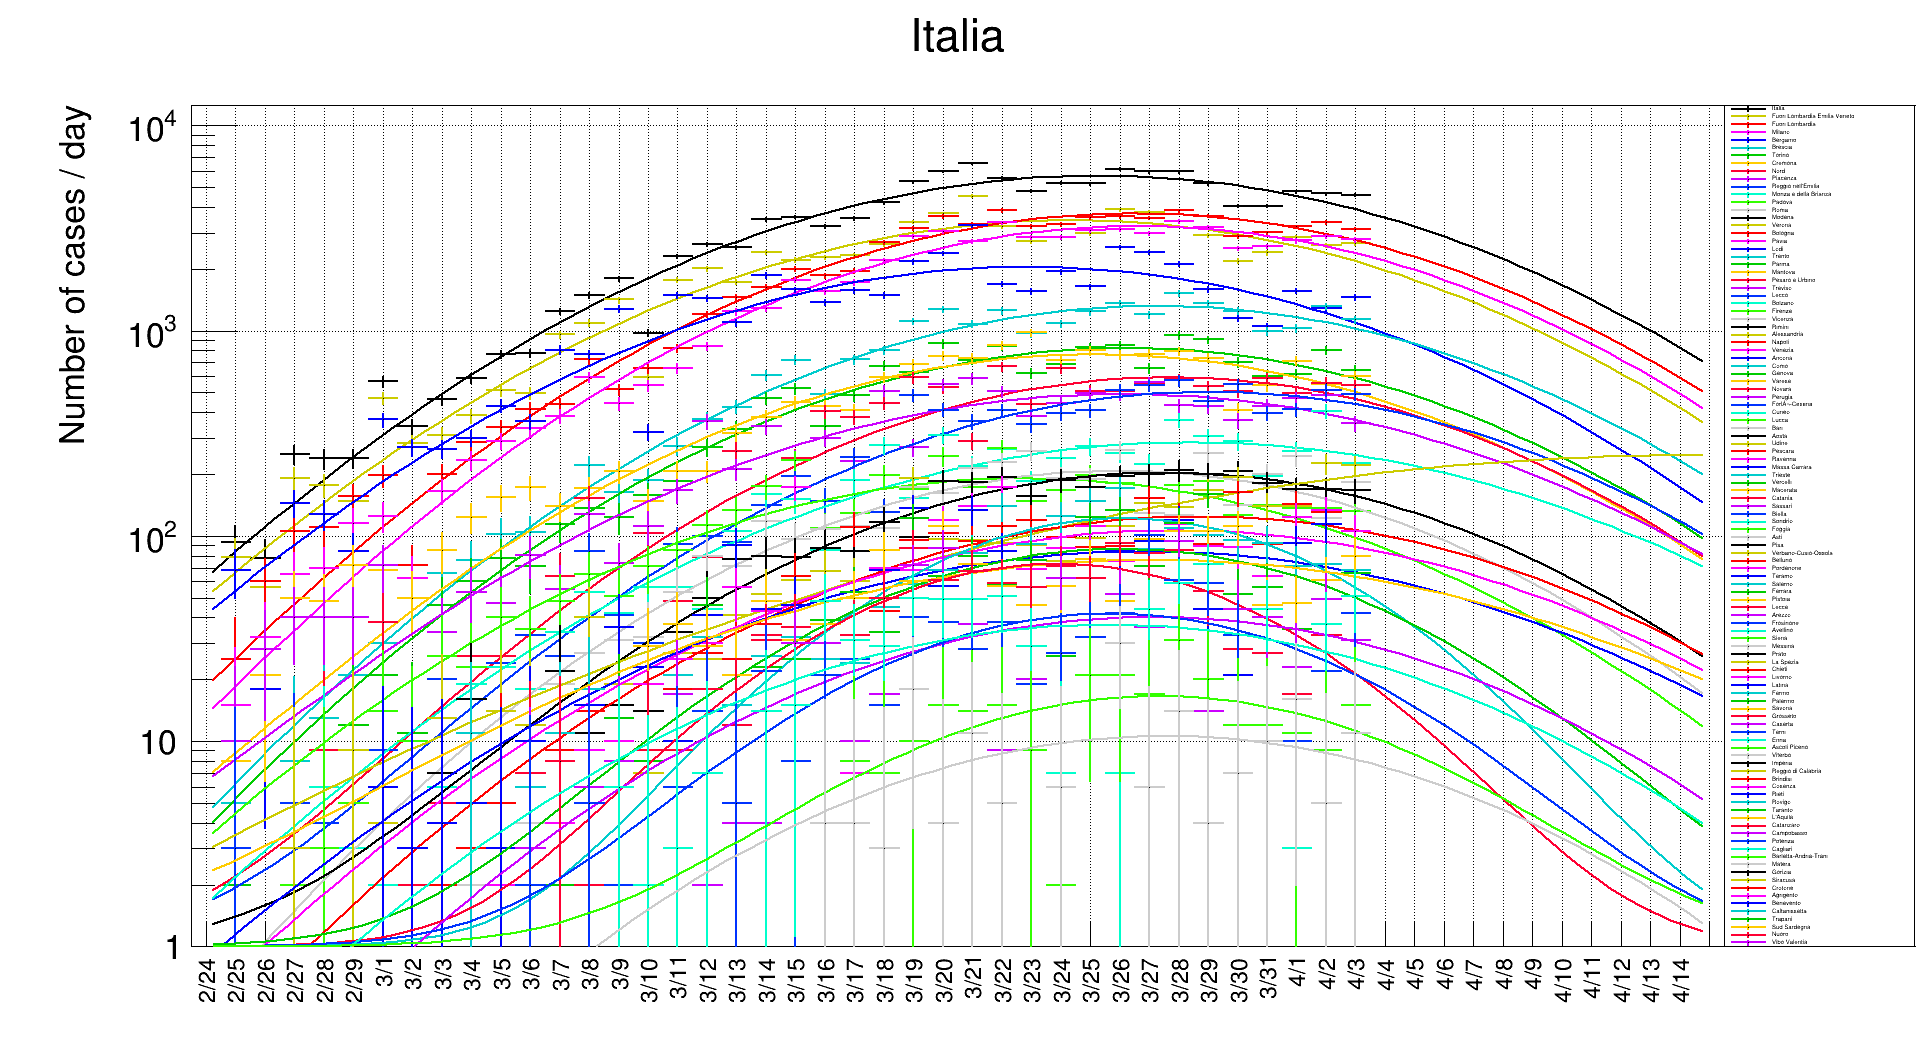 Italia
Number of cases / day
10^4
10^3
10^2
10
1
2/24
2/25
2/26
2/27
2/28
2/29
3/1
3/2
3/3
3/4
3/5
3/6
3/7
3/8
3/9
3/10
3/11
3/12
3/13
3/14
3/15
3/16
3/17
3/18
3/19
3/20
3/21
3/22
3/23
3/24
3/25
3/26
3/27
3/28
3/29
3/30
3/31
4/1
4/2
4/3
4/4
4/5
4/6
4/7
4/8
4/9
4/10
4/11
4/12
4/13
4/14
Italia
Fuori Lombardia Emilia Veneto
Fuori Lombardia
Milano
Bergamo
Brescia
Torino
Cremona
Nord
Piacenza
Reggio nell'Emilia
Monza e della Brianza
Padova
Roma
Modena
Verona
Bologna
Pavia
Lodi
Trento
Parma
Mantova
Pesaro e Urbino
Treviso
Lecco
Bolzano
Firenze
Vicenza
Rimini
Alessandria
Napoli
Venezia
Ancona
Como
Genova
Varese
Novara
Perugia
ForlÃ¬-Cesena
Cuneo
Lucca
Bari
Aosta
Udine
Pescara
Ravenna
Massa Carrara
Trieste
Vercelli
Macerata
Catania
Sassari
Biella
Sondrio
Foggia
Asti
Pisa
Verbano-Cusio-Ossola
Belluno
Pordenone
Teramo
Salerno
Ferrara
Pistoia
Lecce
Arezzo
Frosinone
Avellino
Siena
Messina
Prato
La Spezia
Chieti
Livorno
Latina
Fermo
Palermo
Savona
Grosseto
Caserta
Terni
Enna
Ascoli Piceno
Viterbo
Imperia
Reggio di Calabria
Brindisi
Cosenza
Rieti
Rovigo
Taranto
L'Aquila
Catanzaro
Campobasso
Potenza
Cagliari
Barletta-Andria-Trani
Matera
Gorizia
Siracusa
Crotone
Agrigento
Benevento
Caltanissetta
Trapani
Sud Sardegna
Nuoro
Vibo Valentia